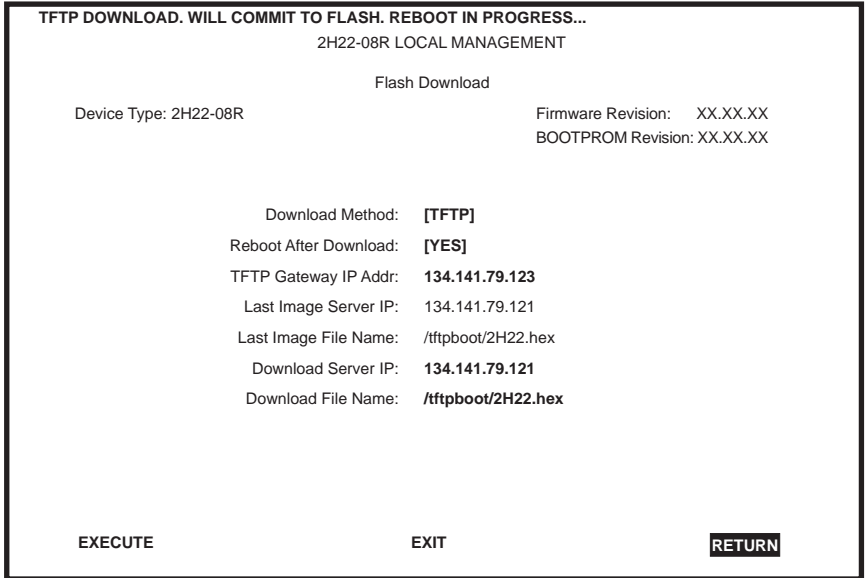 TFTP DOWNLOAD. WILL COMMIT TO FLASH. REBOOT IN PROGRESS...
2H22-08R LOCAL MANAGEMENT
Flash Download
Device Type: 2H22-08R Firmware Revision: XX.XX.XX
BOOTPROM Revision: XX.XX.XX
Download Method: [TFTP]
Reboot After Download: [YES]
TFTP Gateway IP Addr: 134.141.79.123
Last Image Server IP: 134.141.79.121
Last Image File Name: /tftpboot/2H22.hex
Download Server IP: 134.141.79.121
Download File Name: /tftpboot/2H22.hex
EXECUTE EXIT RETURN